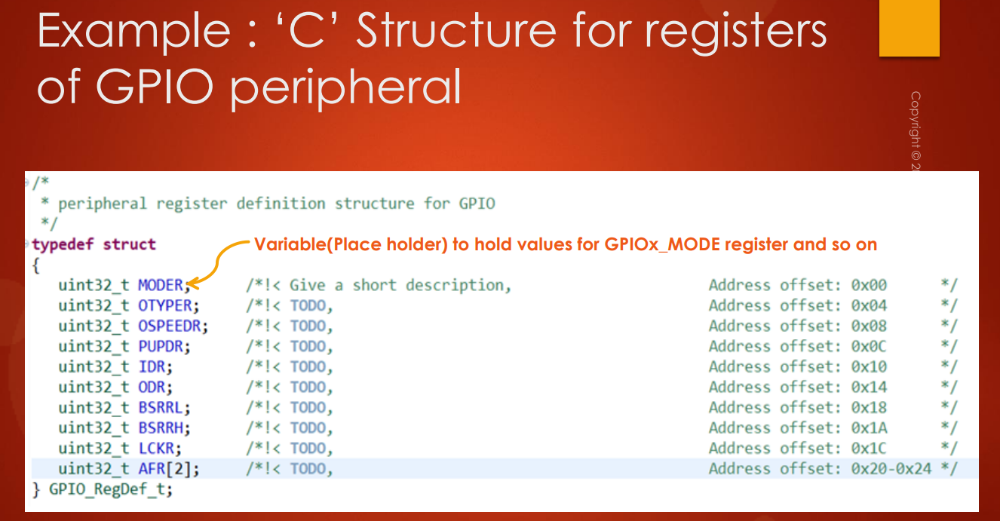 Example : ‘C’ Structure for registers
of GPIO peripheral
Copyright ©
/*
* peripheral register definition structure for GPIO
*/
typedef struct
Variable(Place holder) to hold values for GPIOx_MODE register and so on
{
uint32_t MODER; /*!< Give a short description, Address offset: 0x00 */
uint32_t OTYPER; /*!< TODO, Address offset: 0x04 */
uint32_t OSPEEDR; /*!< TODO, Address offset: 0x08 */
uint32_t PUPDR; /*!< TODO, Address offset: 0x0C */
uint32_t IDR; /*!< TODO, Address offset: 0x10 */
uint32_t ODR; /*!< TODO, Address offset: 0x14 */
uint32_t BSRRL; /*!< TODO, Address offset: 0x18 */
uint32_t BSRRH; /*!< TODO, Address offset: 0x1A */
uint32_t LCKR; /*!< TODO, Address offset: 0x1C */
uint32_t AFR[2]; /*!< TODO, Address offset: 0x20-0x24 */
} GPIO_RegDef_t;